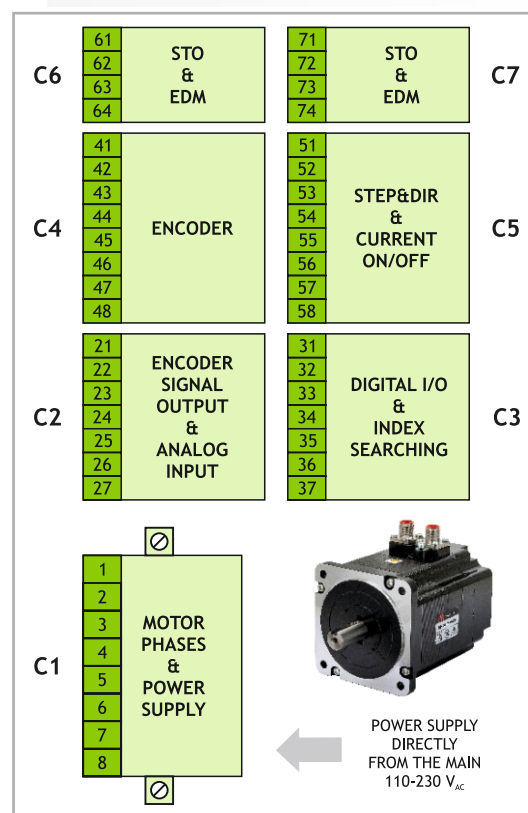 C6
61
62
63
64
STO
&
EDM
71
72
73
74
STO
&
EDM
C7
C4
41
42
43
44
45
46
47
48
ENCODER
51
52
53
54
55
56
57
58
STEP&DIR
&
CURRENT
ON/OFF
C5
C2
21
22
23
24
25
26
27
ENCODER
SIGNAL
OUTPUT
&
ANALOG
INPUT
31
32
33
34
35
36
37
DIGITAL I/O
&
INDEX
SEARCHING
C3
C1
1
2
3
4
5
6
7
8
MOTOR
PHASES
&
POWER
SUPPLY
POWER SUPPLY
DIRECTLY
FROM THE MAIN
110-230 VAC